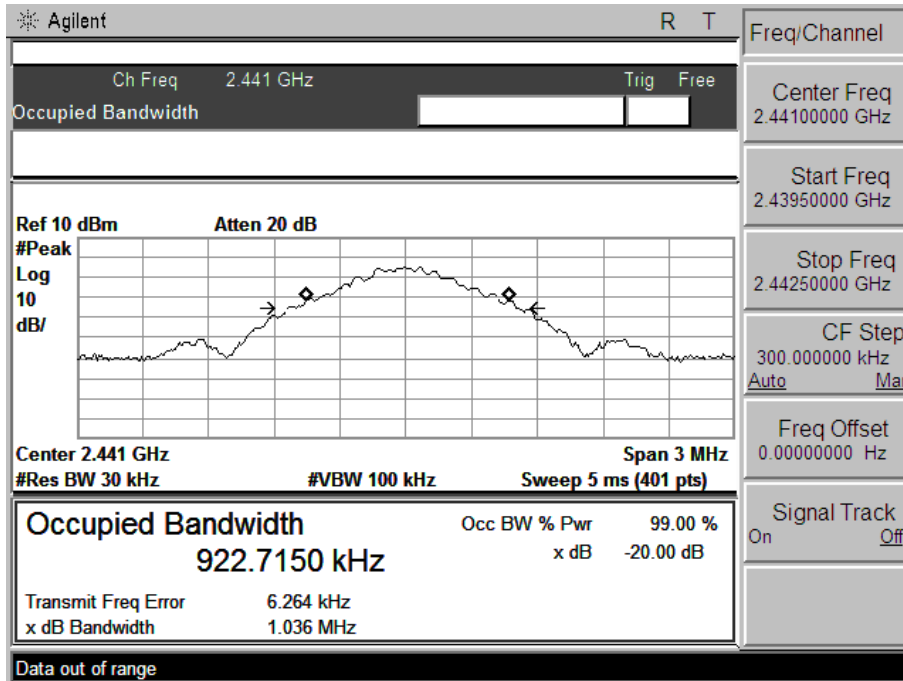 Agilent R T
Ch Freq 2.441 GHz Trig Free
Occupied Bandwidth
Ref 10 dBm Atten 20 dB
#Peak
Log
10
dB/
Center 2.441 GHz Span 3 MHz
#Res BW 30 kHz #VBW 100 kHz Sweep 5 ms (401 pts)
Occupied Bandwidth
922.7150 kHz
Occ BW % Pwr 99.00 %
x dB -20.00 dB
Transmit Freq Error 6.264 kHz
x dB Bandwidth 1.036 MHz
Data out of range
Freq/Channel
Center Freq
2.44100000 GHz
Start Freq
2.43950000 GHz
Stop Freq
2.44250000 GHz
CF Step
300.000000 kHz
Auto Man
Freq Offset
0.00000000 Hz
Signal Track
On Off